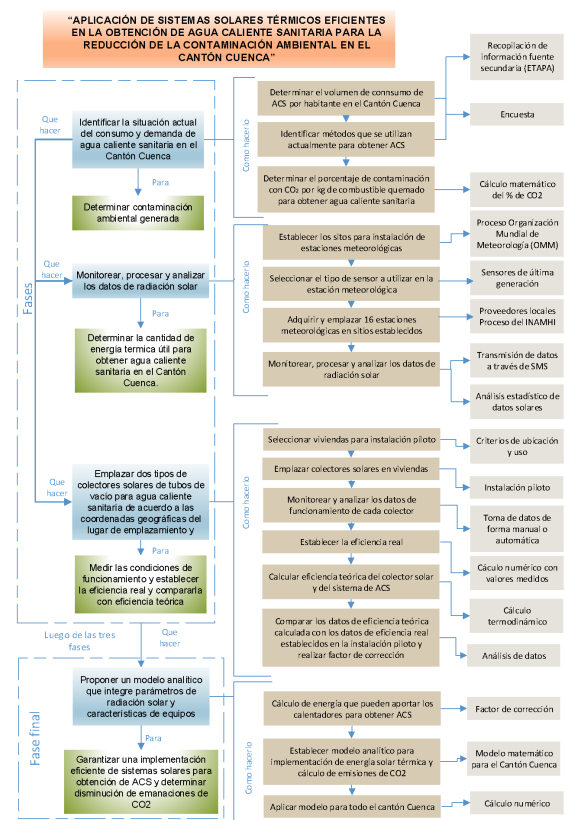 “APLICACIÓN DE SISTEMAS SOLARES TÉRMICOS EFICIENTES
EN LA OBTENCIÓN DE AGUA CALIENTE SANITARIA PARA LA
REDUCCIÓN DE LA CONTAMINACIÓN AMBIENTAL EN EL
CANTÓN CUENCA”
Fases
Que
hacer
Identificar la situación actual
del consumo y demanda de
agua caliente sanitaria en el
Cantón Cuenca
Para
Determinar contaminación
ambiental generada
Como hacerlo
Determinar el volumen de connsumo de
ACS por habitante en el Cantón Cuenca
Identificar métodos que se utilizan
actualmente para obtener ACS
Determinar el porcentaje de contaminación
con CO₂ por kg de combustible quemado
para obtener agua caliente sanitaria
Recopilación de
información fuente
secundaria (ETAPA)
Encuesta
Cálculo matemático
del % de CO2
Que
hacer
Monitorear, procesar y analizar
los datos de radiación solar
Para
Determinar la cantidad de
energía termica útil para
obtener agua caliente
sanitaria en el Cantón
Cuenca.
Como hacerlo
Establecer los sitos para instalación de
estaciones meteorológicas
Seleccionar el tipo de sensor a utilizar en la
estación meteorológica
Adquirir y emplazar 16 estaciones
meteorológicas en sitios establecidos
Monitorear, procesar y analizar los datos de
radiación solar
Proceso Organización
Mundial de
Meteorología (OMM)
Sensores de última
generación
Proveedores locales
Proceso del INAMHI
Transmisión de datos
a través de SMS
Análisis estadístico de
datos solares
Que
hacer
Emplazar dos tipos de
colectores solares de tubos de
vacío para agua caliente
sanitaria de acuerdo a las
coordenadas geográficas del
lugar de emplazamiento y
Para
Medir las condiciones de
funcionamiento y establecer
la eficiencia real y compararla
con eficiencia teórica
Como hacerlo
Seleccionar viviendas para instalación piloto
Emplazar colectores solares en viviendas
Monitorear y analizar los datos de
funcionamiento de cada colector
Establecer la eficiencia real
Calcular eficiencia teórica del colector solar
y del sistema de ACS
Comparar los datos de eficiencia teórica
calculada con los datos de eficiencia real
establecidos en la instalación piloto y
realizar factor de corrección
Criterios de ubicación
y uso
Instalación piloto
Toma de datos de
forma manual o
automática
Cáculo numérico con
valores medidos
Cálculo
termodinámico
Análisis de datos
Luego de las tres
fases
Que
hacer
Fase final
Proponer un modelo analítico
que integre parámetros de
radiación solar y
características de equipos
Para
Garantizar una implementación
eficiente de sistemas solares para
obtención de ACS y determinar
disminución de emanaciones de
CO2
Como hacerlo
Cálculo de energía que pueden aportar los
calentadores para obtener ACS
Establecer modelo analítico para
implementación de energía solar térmica y
cálculo de emisiones de CO2
Aplicar modelo para todo el cantón Cuenca
Factor de corrección
Modelo matemático
para el Cantón Cuenca
Cálculo numérico